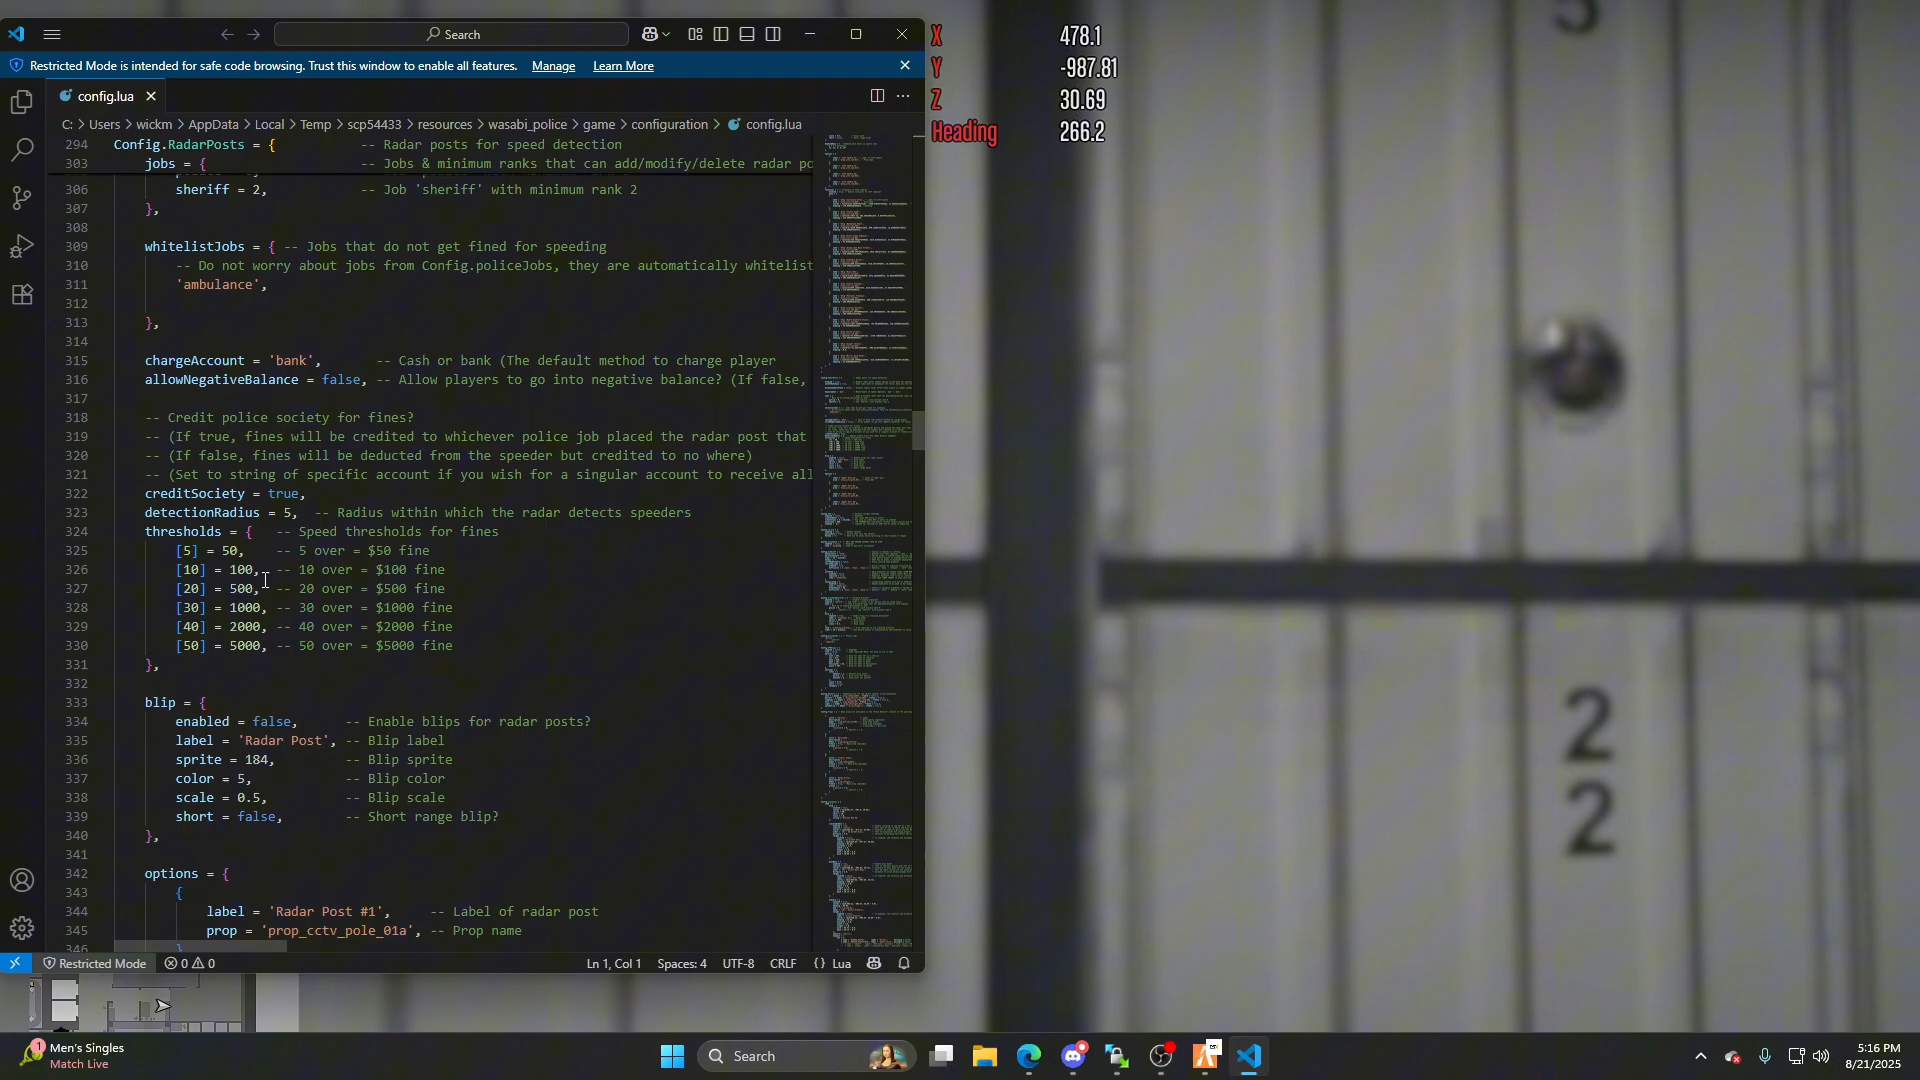 Search
Restricted Mode is intended for safe code browsing. Trust this window to enable all features. Manage Learn More
config.lua
C: > Users > wickm > AppData > Local > Temp > scp54433 > resources > wasabi_police > game > configuration > config.lua
294 Config.RadarPosts = { -- Radar posts for speed detection
303 jobs = { -- Jobs & minimum ranks that can add/modify/delete radar po
306 sheriff = 2, -- Job 'sheriff' with minimum rank 2
307 },
308
309 whitelistJobs = { -- Jobs that do not get fined for speeding
310 -- Do not worry about jobs from Config.policeJobs, they are automatically whitelist
311 'ambulance',
312
313 },
314
315 chargeAccount = 'bank', -- Cash or bank (The default method to charge player
316 allowNegativeBalance = false, -- Allow players to go into negative balance? (If false,
317
318 -- Credit police society for fines?
319 -- (If true, fines will be credited to whichever police job placed the radar post that
320 -- (If false, fines will be deducted from the speeder but credited to no where)
321 -- (Set to string of specific account if you wish for a singular account to receive all
322 creditSociety = true,
323 detectionRadius = 5, -- Radius within which the radar detects speeders
324 thresholds = { -- Speed thresholds for fines
325 [5] = 50, -- 5 over = $50 fine
326 [10] = 100, -- 10 over = $100 fine
327 [20] = 500, -- 20 over = $500 fine
328 [30] = 1000, -- 30 over = $1000 fine
329 [40] = 2000, -- 40 over = $2000 fine
330 [50] = 5000, -- 50 over = $5000 fine
331 },
332
333 blip = {
334 enabled = false, -- Enable blips for radar posts?
335 label = 'Radar Post', -- Blip label
336 sprite = 184, -- Blip sprite
337 color = 5, -- Blip color
338 scale = 0.5, -- Blip scale
339 short = false, -- Short range blip?
340 },
341
342 options = {
343 {
344 label = 'Radar Post #1', -- Label of radar post
345 prop = 'prop_cctv_pole_01a', -- Prop name
346 }
Restricted Mode 0 0 Ln 1, Col 1 Spaces: 4 UTF-8 CRLF {} Lua
X 478.1
Y -987.81
Z 30.69
Heading 266.2
2
2
1 Men's Singles
Match Live
Search
5:16 PM
8/21/2025